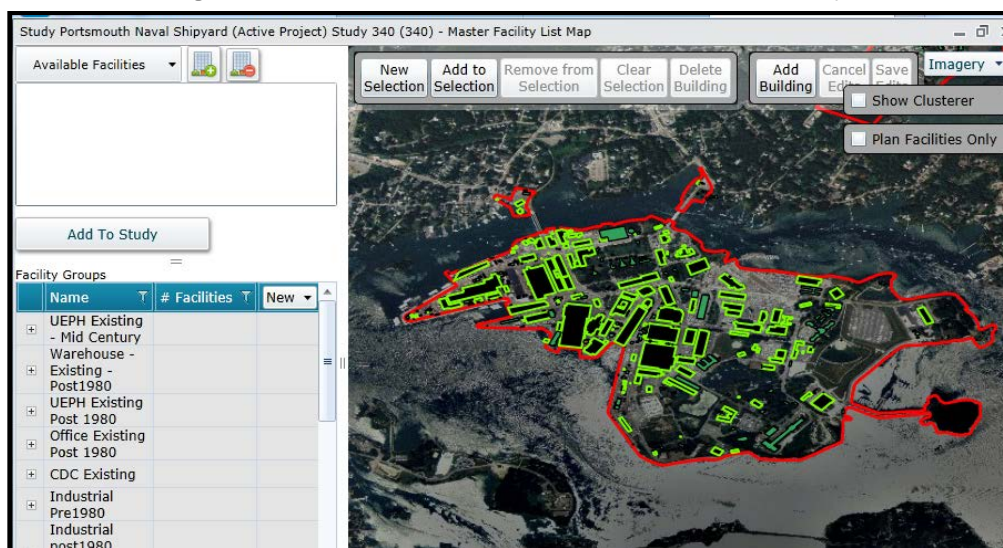 Study Portsmouth Naval Shipyard (Active Project) Study 340 (340) - Master Facility List Map
Available Facilities
New Selection
Add to Selection
Remove from Selection
Clear Selection
Delete Building
Add Building
Cancel
Save
Imagery
Show Clusterer
Plan Facilities Only
Add To Study
Facility Groups
Name
# Facilities
New
UEPH Existing
- Mid Century
Warehouse -
Existing -
Post1980
UEPH Existing
Post 1980
Office Existing
Post 1980
CDC Existing
Industrial
Pre1980
Industrial
post1980